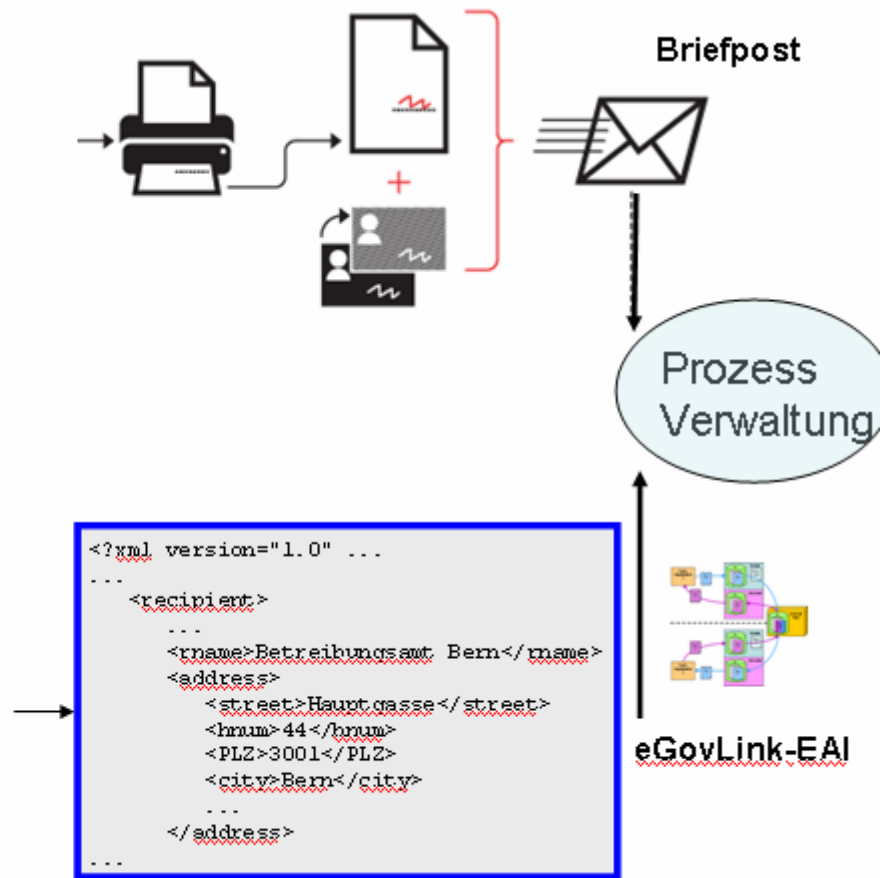 Briefpost
Prozess
Verwaltung
<?xml version="1.0" ...
...
<recipient>
...
<rname>Betreibungsamt Bern</rname>
<address>
<street>Hauptgasse</street>
<hnum>44</hnum>
<PLZ>3001</PLZ>
<city>Bern</city>
...
</address>
...
eGovLink-EAI